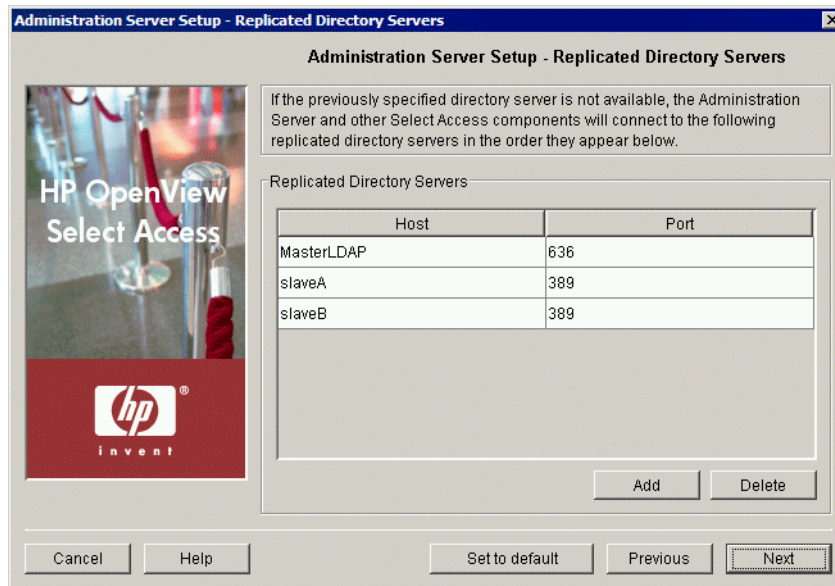 Administration Server Setup - Replicated Directory Servers
Administration Server Setup - Replicated Directory Servers
If the previously specified directory server is not available, the Administration
Server and other Select Access components will connect to the following
replicated directory servers in the order they appear below.
HP OpenView
Select Access
hp
®
invent
Replicated Directory Servers
Host Port
MasterLDAP 636
slaveA 389
slaveB 389
Add Delete
Cancel Help Set to default Previous Next